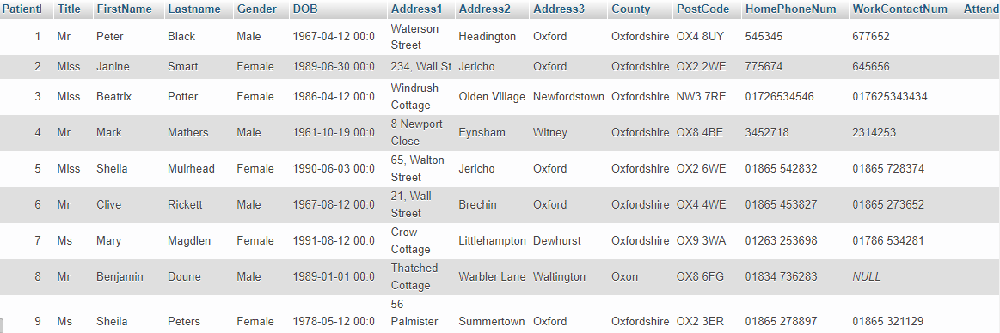 PatientI Title FirstName Lastname Gender DOB Address1 Address2 Address3 County PostCode HomePhoneNum WorkContactNum Attend
1 Mr Peter Black Male 1967-04-12 00:0 Waterson Street Headington Oxford Oxfordshire OX4 8UY 545345 677652
2 Miss Janine Smart Female 1989-06-30 00:0 234, Wall St Jericho Oxford Oxfordshire OX2 2WE 775674 645656
3 Miss Beatrix Potter Female 1986-04-12 00:0 Windrush Cottage Olden Village Newfordstown Oxfordshire NW3 7RE 01726534546 017625343434
4 Mr Mark Mathers Male 1961-10-19 00:0 8 Newport Close Eynsham Witney Oxfordshire OX8 4BE 3452718 2314253
5 Miss Sheila Muirhead Female 1990-06-03 00:0 65, Walton Street Jericho Oxford Oxfordshire OX2 6WE 01865 542832 01865 728374
6 Mr Clive Rickett Male 1967-08-12 00:0 21, Wall Street Brechin Oxford Oxfordshire OX4 4WE 01865 453827 01865 273652
7 Ms Mary Magdlen Female 1991-08-12 00:0 Crow Cottage Littlehampton Dewhurst Oxfordshire OX9 3WA 01263 253698 01786 534281
8 Mr Benjamin Doune Male 1989-01-01 00:0 Thatched Cottage Warbler Lane Waltington Oxon OX8 6FG 01834 736283 NULL
9 Ms Sheila Peters Female 1978-05-12 00:0 56 Palmister Summertown Oxford Oxfordshire OX2 3ER 01865 278897 01865 321129